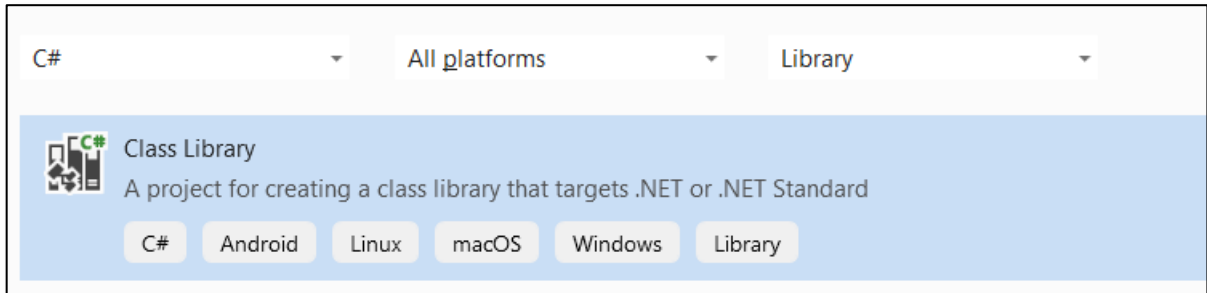 C# All platforms Library
C#
Class Library
A project for creating a class library that targets .NET or .NET Standard
C# Android Linux macOS Windows Library